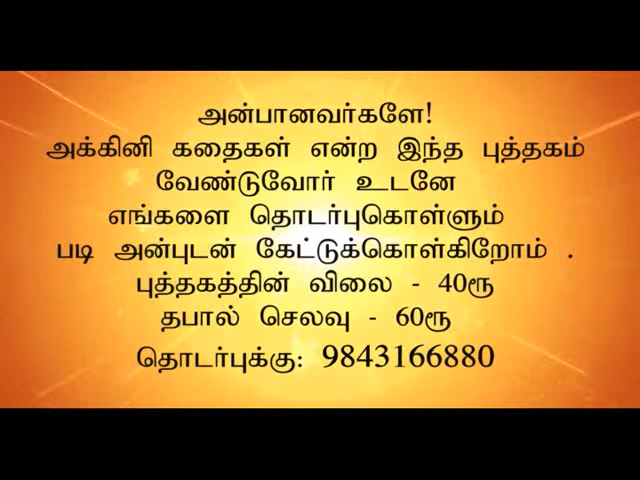 அன்பானவர்களே!
அக்கினி கதைகள் என்ற இந்த புத்தகம்
வேண்டுவோர் உடனே
எங்களை தொடர்புகொள்ளும்
படி அன்புடன் கேட்டுக்கொள்கிறோம் .
புத்தகத்தின் விலை - 40ரூ
தபால் செலவு - 60ரூ
தொடர்புக்கு: 9843166880